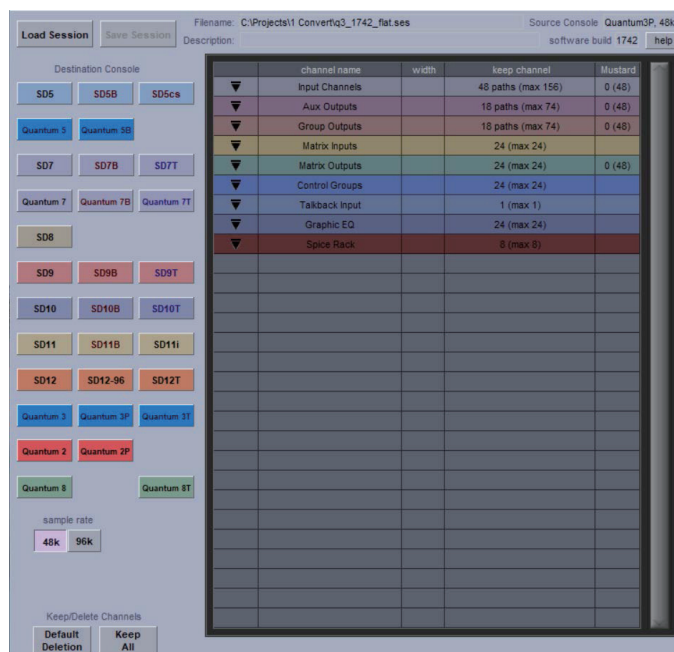 Filename: C:\Projects\1 Convert\q3_1742_flat.ses Source Console Quantum3P, 48k
Load Session Save Session Description: software build 1742 help
Destination Console
SD5 SD5B SD5cs
Quantum 5 Quantum 5B
SD7 SD7B SD7T
Quantum 7 Quantum 7B Quantum 7T
SD8
SD9 SD9B SD9T
SD10 SD10B SD10T
SD11 SD11B SD11i
SD12 SD12-96 SD12T
Quantum 3 Quantum 3P Quantum 3T
Quantum 2 Quantum 2P
Quantum 8 Quantum 8T
sample rate
48k 96k
Keep/Delete Channels
Default Deletion
Keep All
channel name width keep channel Mustard
Input Channels 48 paths (max 156) 0 (48)
Aux Outputs 18 paths (max 74) 0 (48)
Group Outputs 18 paths (max 74) 0 (48)
Matrix Inputs 24 (max 24)
Matrix Outputs 24 (max 24) 0 (48)
Control Groups 24 (max 24)
Talkback Input 1 (max 1)
Graphic EQ 24 (max 24)
Spice Rack 8 (max 8)